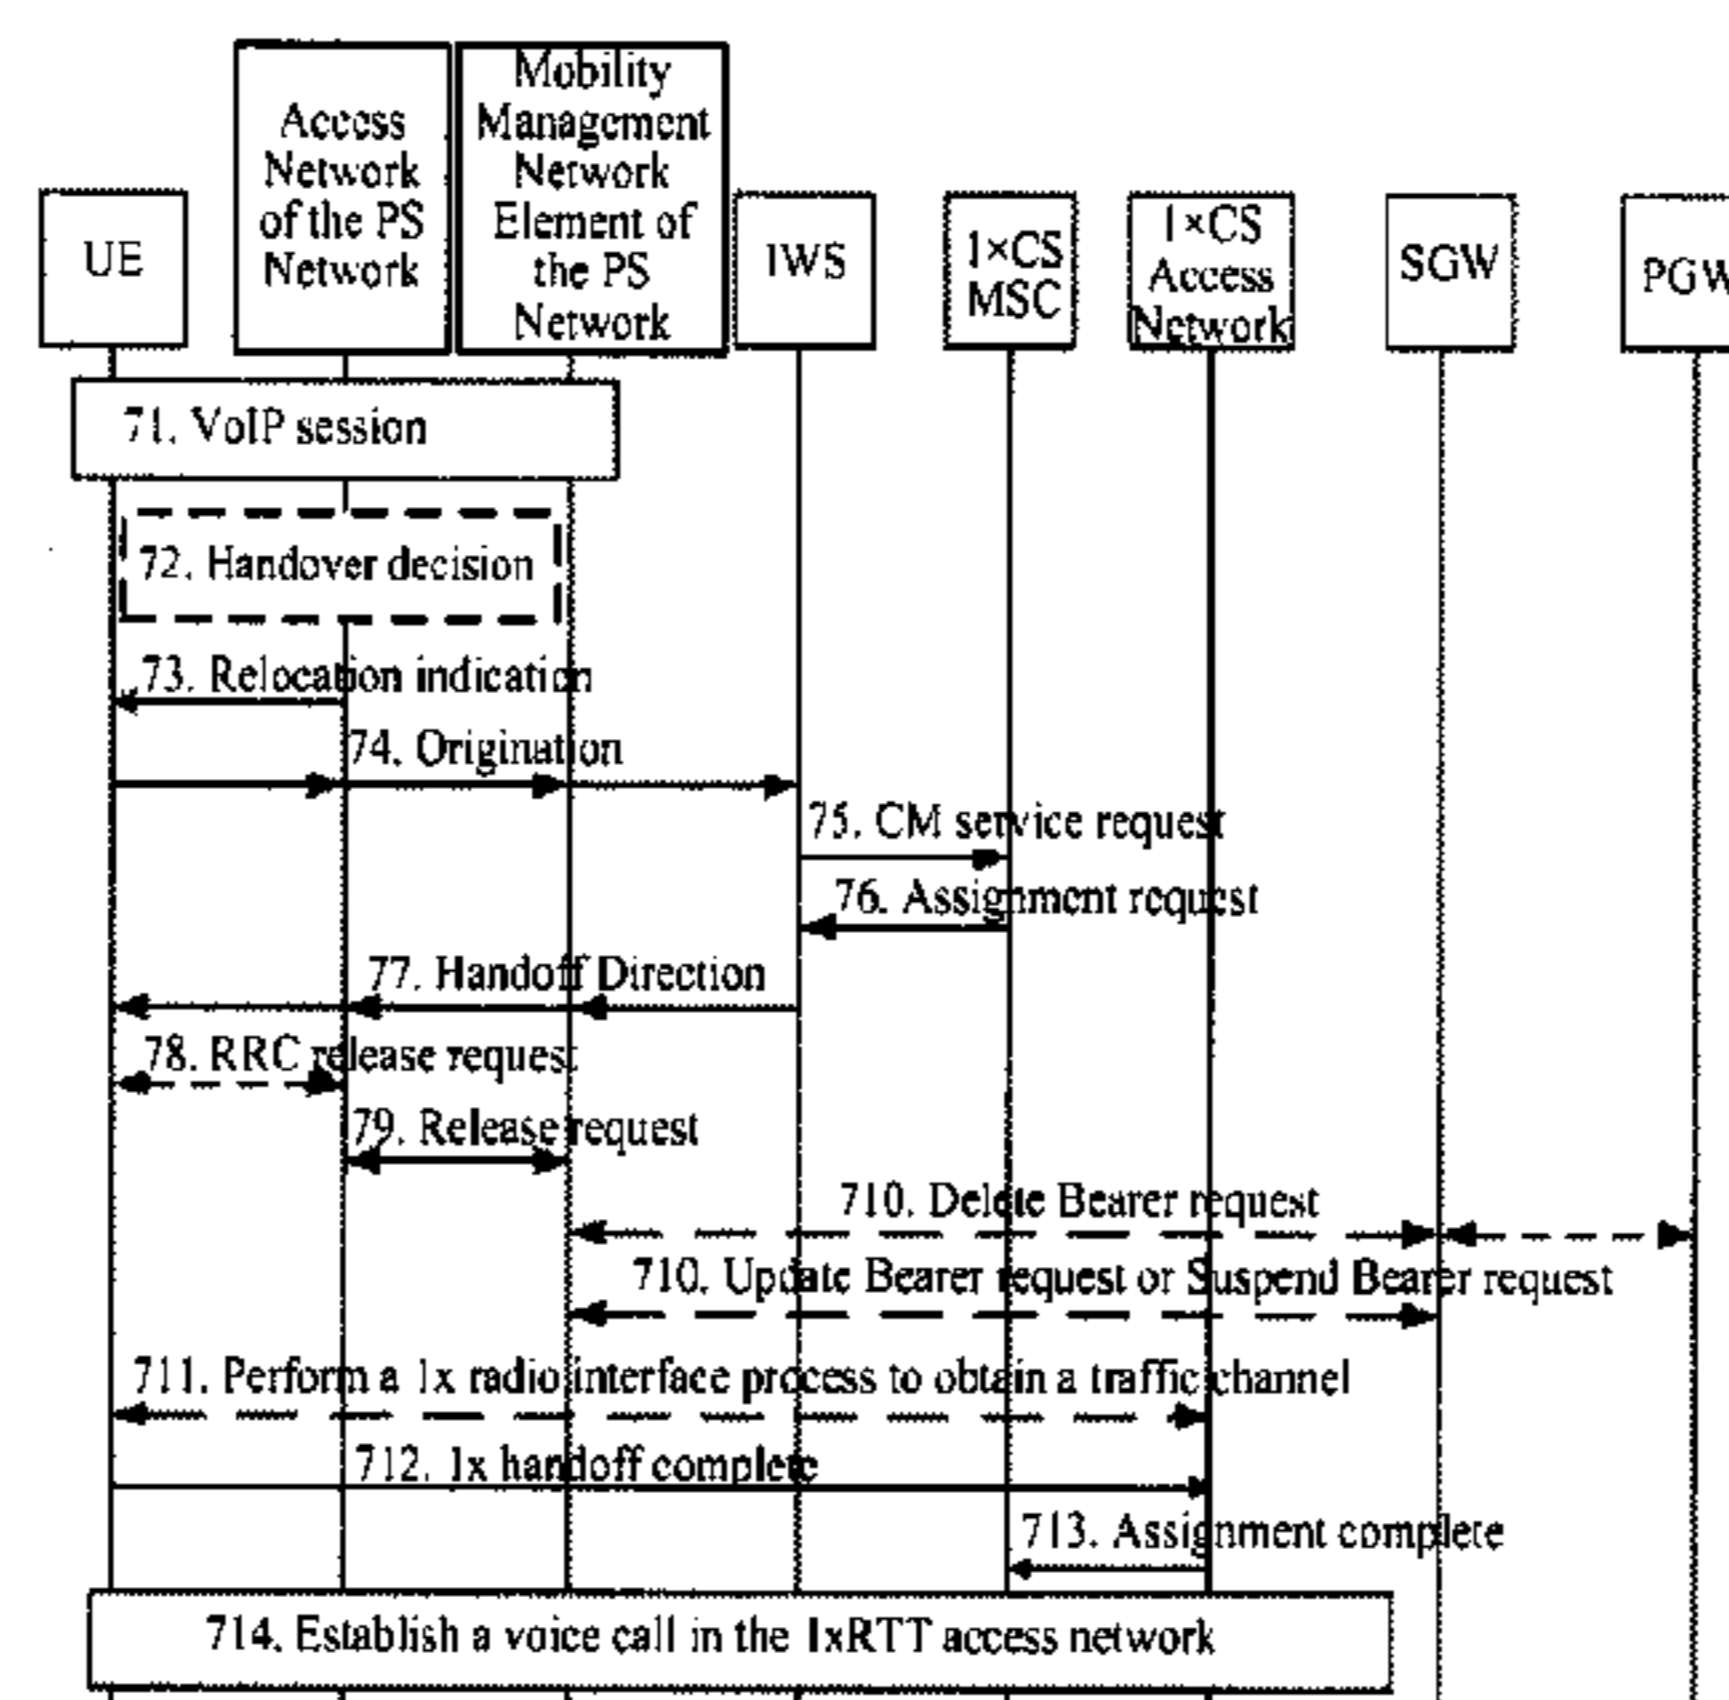 UE
Access
Network
of the PS
Network
Mobility
Management
Network
Element of
the PS
Network
IWS
1×CS
MSC
1×CS
Access
Network
SGW
PGW
71. VoIP session
72. Handover decision
73. Relocation indication
74. Origination
75. CM service request
76. Assignment request
77. Handoff Direction
78. RRC release request
79. Release request
710. Delete Bearer request
710. Update Bearer request or Suspend Bearer request
711. Perform a 1x radio interface process to obtain a traffic channel
712. 1x handoff complete
713. Assignment complete
714. Establish a voice call in the 1xRTT access network